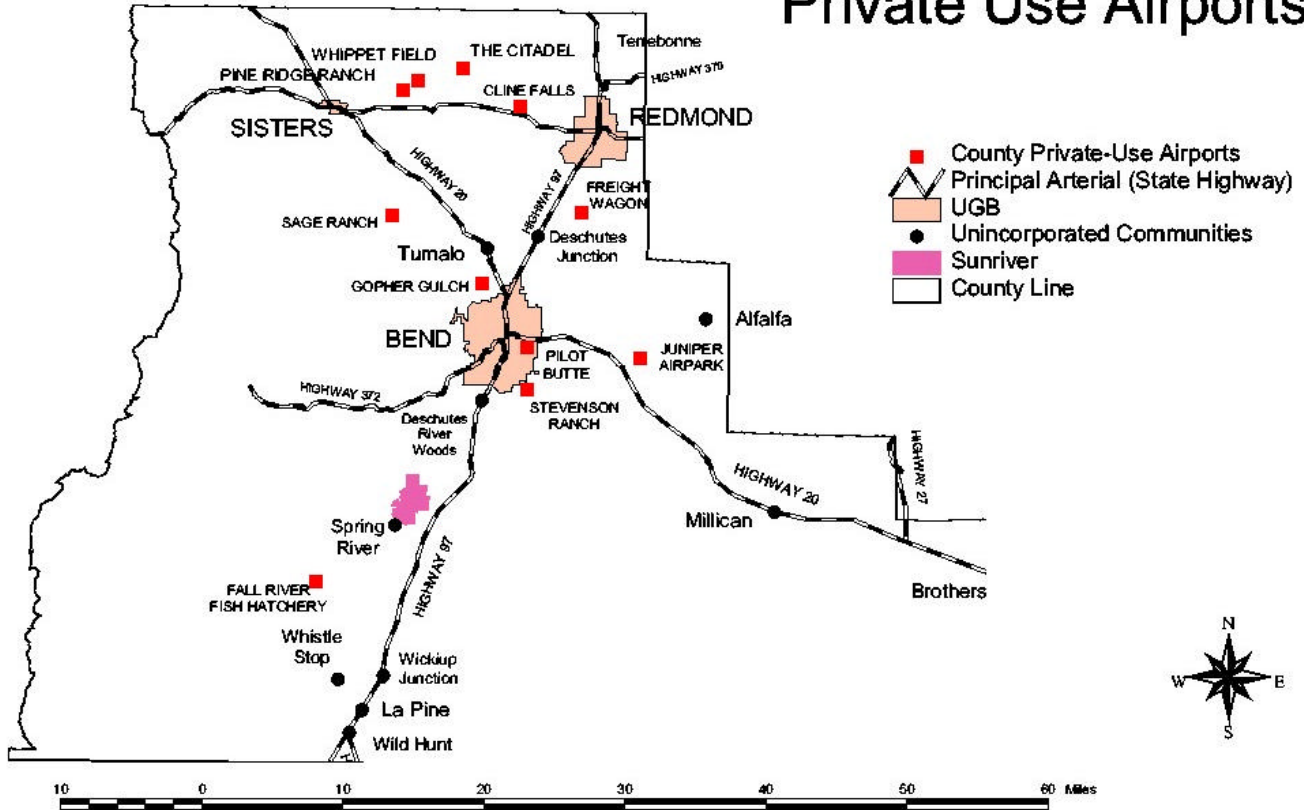 Private Use Airports
Terrebonne
WHIPPET FIELD
THE CITADEL
HIGHWAY 370
PINE RIDGE RANCH
CLINE FALLS
SISTERS
REDMOND
HIGHWAY 20
HIGHWAY 97
FREIGHT
WAGON
SAGE RANCH
Tumalo
Deschutes
Junction
GOPHER GULCH
BEND
Alfalfa
PILOT
BUTTE
JUNIPER
AIRPARK
HIGHWAY 372
STEVENSON
RANCH
Deschutes
River
Woods
HIGHWAY 20
HIGHWAY 27
Millican
Spring
River
HIGHWAY 97
Brothers
FALL RIVER
FISH HATCHERY
Whistle
Stop
Wickiup
Junction
La Pine
Wild Hunt
County Private-Use Airports
Principal Arterial (State Highway)
UGB
Unincorporated Communities
Sunriver
County Line
N
W E
S
10 0 10 20 30 40 50 60 Miles